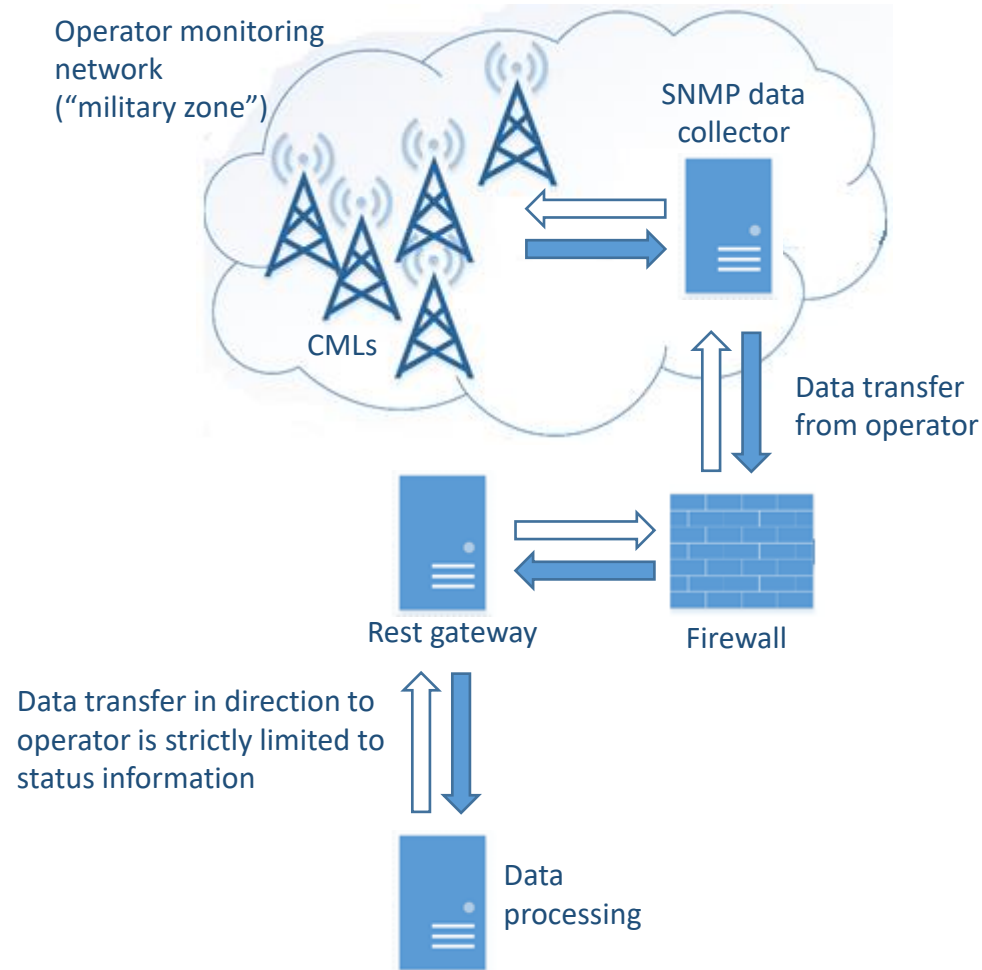 Operator monitoring
network
(“military zone”)
SNMP data
collector
CMLs
Data transfer
from operator
Rest gateway
Firewall
Data transfer in direction to
operator is strictly limited to
status information
Data
processing